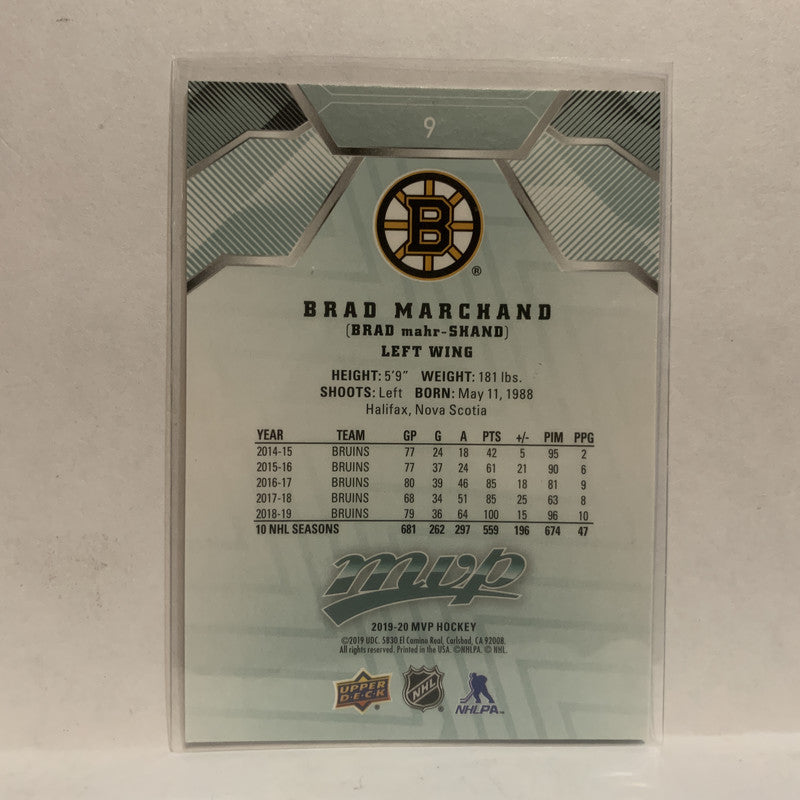 9
B
®
BRAD MARCHAND
(BRAD mahr-SHAND)
LEFT WING
HEIGHT: 5'9" WEIGHT: 181 lbs.
SHOOTS: Left BORN: May 11, 1988
Halifax, Nova Scotia
YEAR TEAM GP G A PTS +/- PIM PPG
2014-15 BRUINS 77 24 18 42 5 95 2
2015-16 BRUINS 77 37 24 61 21 90 6
2016-17 BRUINS 80 39 46 85 18 81 9
2017-18 BRUINS 68 34 51 85 25 63 8
2018-19 BRUINS 79 36 64 100 15 96 10
10 NHL SEASONS 681 262 297 559 196 674 47
mvp
2019-20 MVP HOCKEY
©2019 UDC. 5830 El Camino Real, Carlsbad, CA 92008.
All rights reserved. Printed in the USA. ©NHLPA. © NHL.
UPPER DECK® NHL NHLPA™